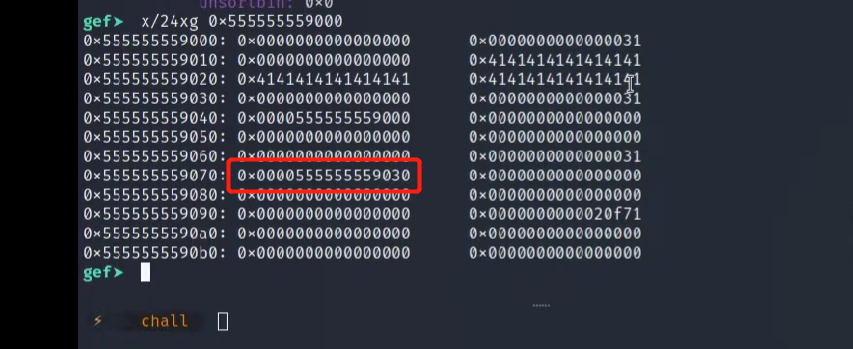 unsortbin: 0x0
gef➤  x/24xg 0x555555559000
0x555555559000: 0x0000000000000000 0x0000000000000031
0x555555559010: 0x0000000000000000 0x4141414141414141
0x555555559020: 0x4141414141414141 0x4141414141414141
0x555555559030: 0x0000000000000000 0x0000000000000031
0x555555559040: 0x0000555555559000 0x0000000000000000
0x555555559050: 0x0000000000000000 0x0000000000000000
0x555555559060: 0x0000000000000000 0x0000000000000031
0x555555559070: 0x0000555555559030 0x0000000000000000
0x555555559080: 0x0000000000000000 0x0000000000000000
0x555555559090: 0x0000000000000000 0x0000000000020f71
0x5555555590a0: 0x0000000000000000 0x0000000000000000
0x5555555590b0: 0x0000000000000000 0x0000000000000000
gef➤
⚡ chall